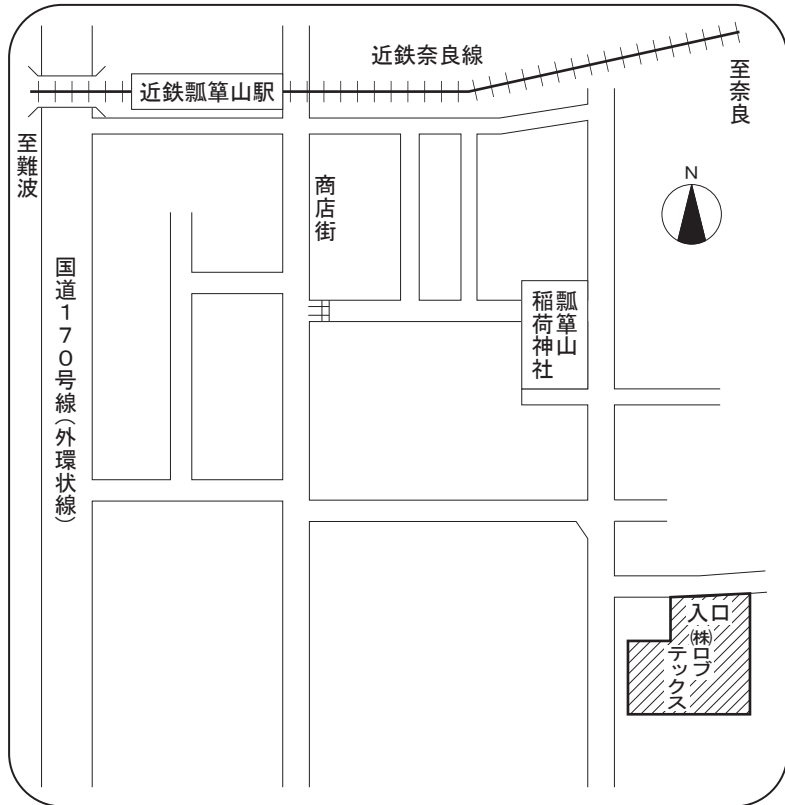 近鉄奈良線
近鉄瓢簞山駅
至奈良
至難波
N
商店街
国道170号線(外環状線)
瓢簞山
稲荷神社
入口
㈱ロブ
テックス